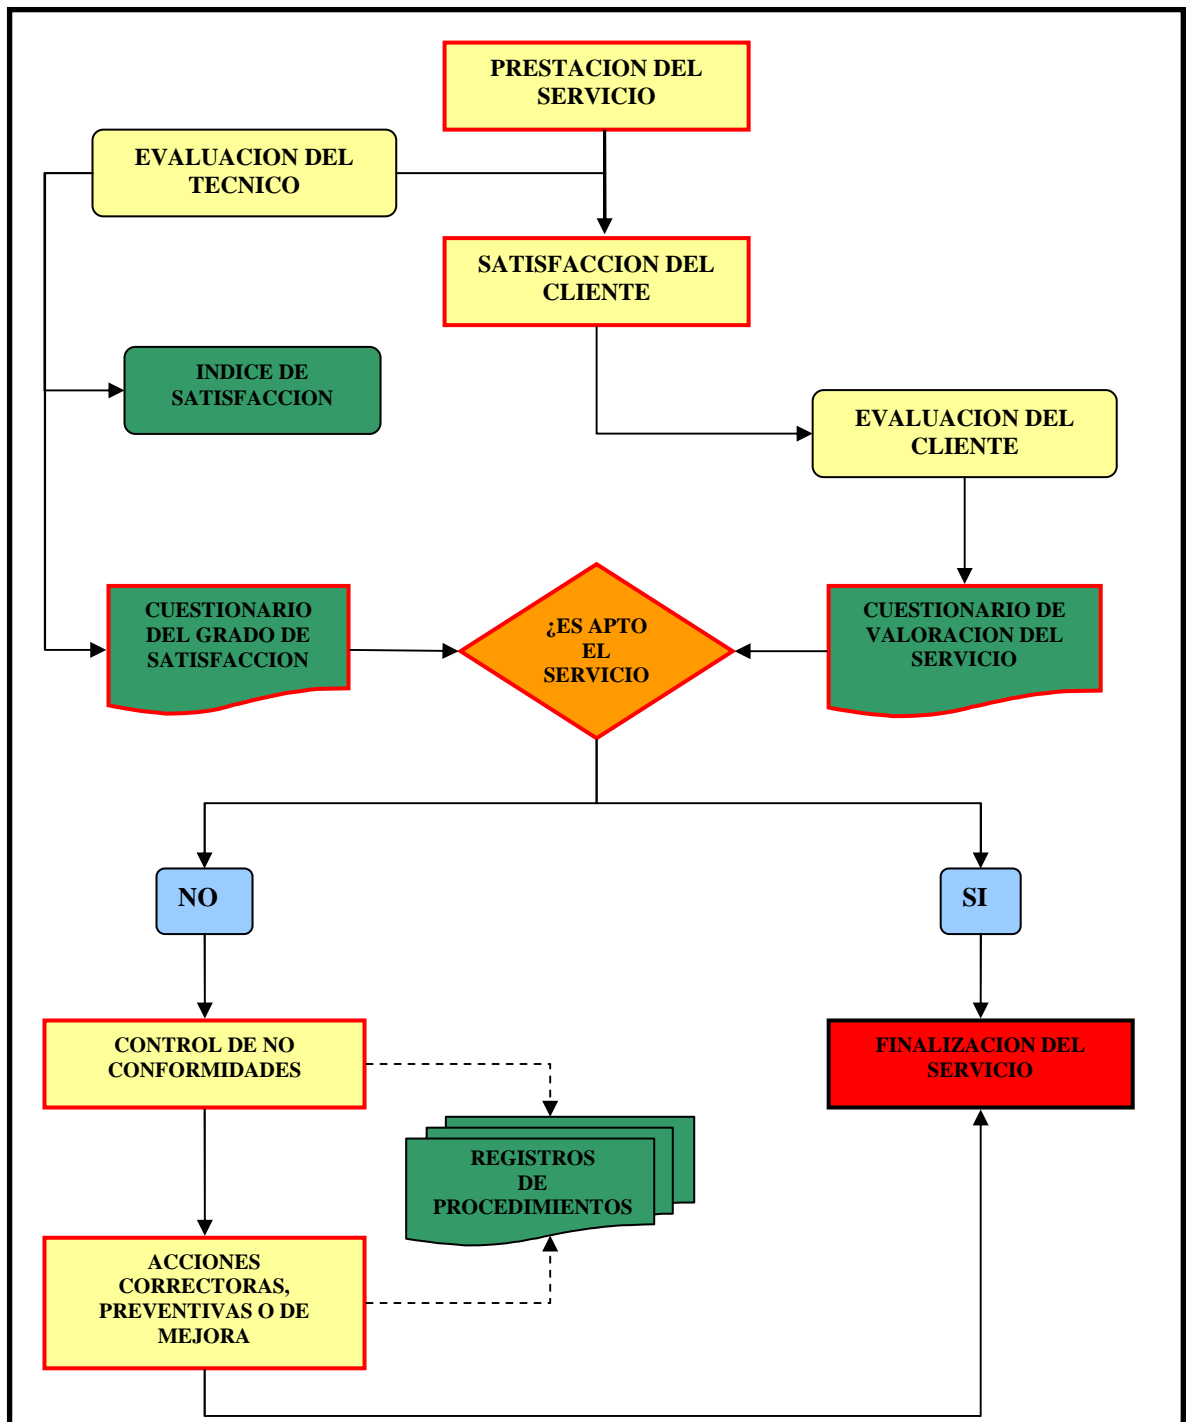 PRESTACION DEL
SERVICIO
EVALUACION DEL
TECNICO
SATISFACCION DEL
CLIENTE
INDICE DE
SATISFACCION
EVALUACION DEL
CLIENTE
CUESTIONARIO
DEL GRADO DE
SATISFACCION
¿ES APTO
EL
SERVICIO
CUESTIONARIO DE
VALORACION DEL
SERVICIO
NO
SI
CONTROL DE NO
CONFORMIDADES
FINALIZACION DEL
SERVICIO
REGISTROS
DE
PROCEDIMIENTOS
ACCIONES
CORRECTORAS,
PREVENTIVAS O DE
MEJORA